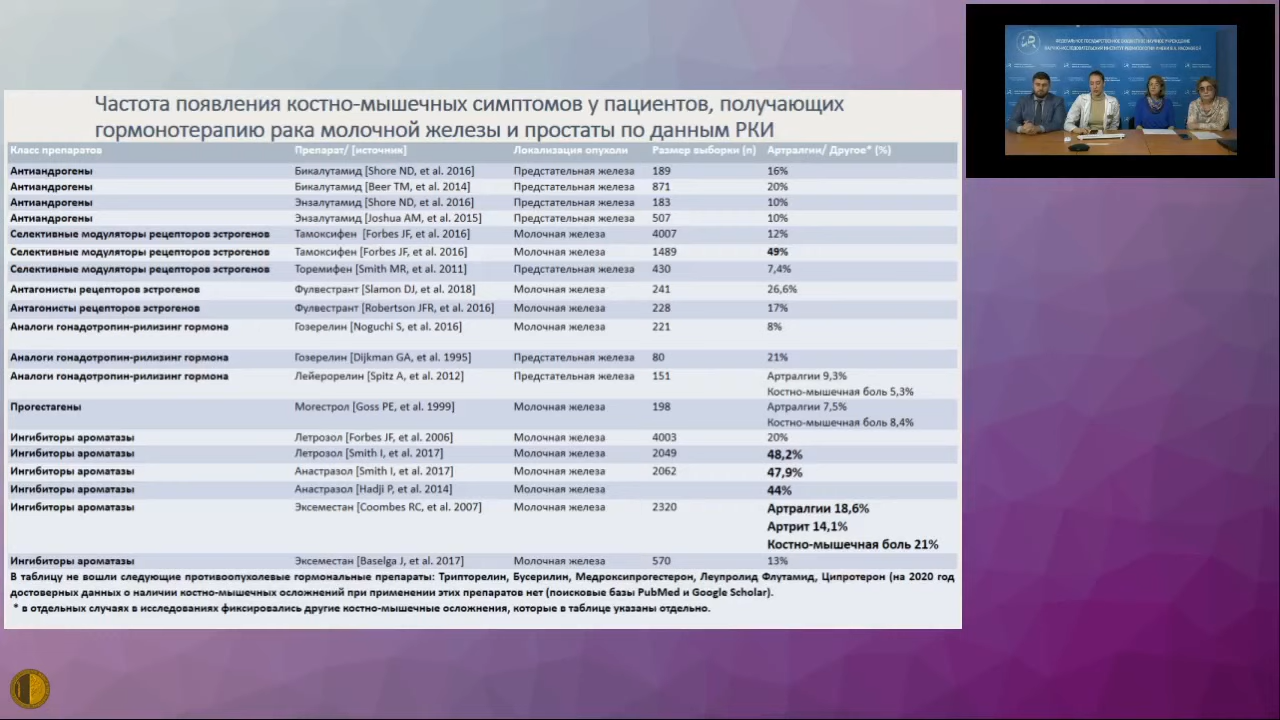 Частота появления костно-мышечных симптомов у пациентов, получающих
гормонотерапию рака молочной железы и простаты по данным РКИ
Класс препаратов Препарат/ [источник] Локализация опухоли Размер выборки (n) Артралгии/ Другое* (%)
Антиандрогены Бикалутамид [Shore ND, et al. 2016] Предстательная железа 189 16%
Антиандрогены Бикалутамид [Beer TM, et al. 2014] Предстательная железа 871 20%
Антиандрогены Энзалутамид [Shore ND, et al. 2016] Предстательная железа 183 10%
Антиандрогены Энзалутамид [Joshua AM, et al. 2015] Предстательная железа 507 10%
Селективные модуляторы рецепторов эстрогенов Тамоксифен [Forbes JF, et al. 2016] Молочная железа 4007 12%
Селективные модуляторы рецепторов эстрогенов Тамоксифен [Forbes JF, et al. 2016] Молочная железа 1489 49%
Селективные модуляторы рецепторов эстрогенов Торемифен [Smith MR, et al. 2011] Предстательная железа 430 7,4%
Антагонисты рецепторов эстрогенов Фулвестрант [Slamon DJ, et al. 2018] Молочная железа 241 26,6%
Антагонисты рецепторов эстрогенов Фулвестрант [Robertson JFR, et al. 2016] Молочная железа 228 17%
Аналоги гонадотропин-рилизинг гормона Гозерелин [Noguchi S, et al. 2016] Молочная железа 221 8%
Аналоги гонадотропин-рилизинг гормона Гозерелин [Dijkman GA, et al. 1995] Предстательная железа 80 21%
Аналоги гонадотропин-рилизинг гормона Лейерорелин [Spitz A, et al. 2012] Предстательная железа 151 Артралгии 9,3%
Костно-мышечная боль 5,3%
Прогестагены Могестрол [Goss PE, et al. 1999] Молочная железа 198 Артралгии 7,5%
Костно-мышечная боль 8,4%
Ингибиторы ароматазы Летрозол [Forbes JF, et al. 2006] Молочная железа 4003 20%
Ингибиторы ароматазы Летрозол [Smith I, et al. 2017] Молочная железа 2049 48,2%
Ингибиторы ароматазы Анастразол [Smith I, et al. 2017] Молочная железа 2062 47,9%
Ингибиторы ароматазы Анастразол [Hadji P, et al. 2014] Молочная железа 44%
Ингибиторы ароматазы Эксеместан [Coombes RC, et al. 2007] Молочная железа 2320 Артралгии 18,6%
Артрит 14,1%
Костно-мышечная боль 21%
Ингибиторы ароматазы Эксеместан [Baselga J, et al. 2017] Молочная железа 570 13%
В таблицу не вошли следующие противоопухолевые гормональные препараты: Трипторелин, Бусерилин, Медроксипрогестерон, Леупролид Флутамид, Ципротерон (на 2020 год
достоверных данных о наличии костно-мышечных осложнений при применении этих препаратов нет (поисковые базы PubMed и Google Scholar).
* в отдельных случаях в исследованиях фиксировались другие костно-мышечные осложнения, которые в таблице указаны отдельно.